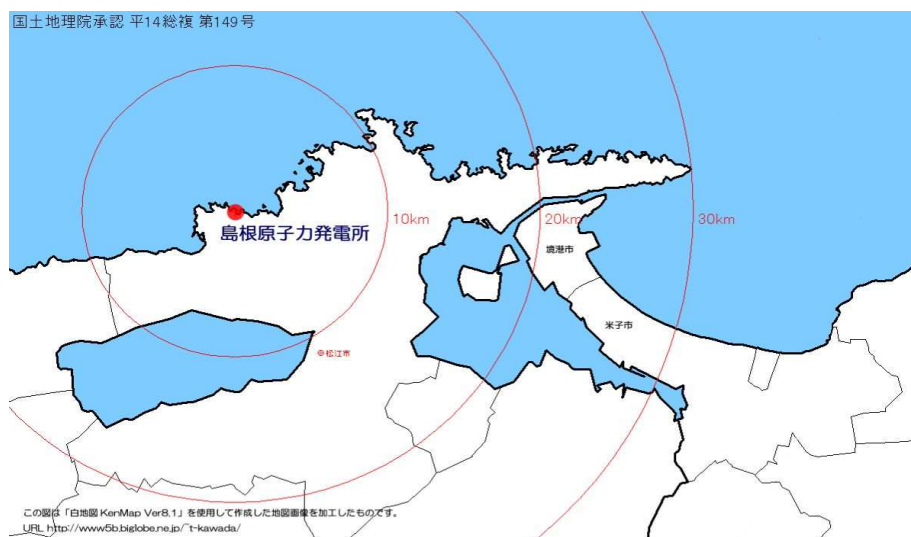 国土地理院承認 平14総複 第149号
10km
20km
30km
島根原子力発電所
境港市
米子市
松江市
この図は「白地図 KenMap Ver8.1」を使用して作成した地図画像を加工したものです。
URL http://www5b.biglobe.ne.jp/~t-kawada/